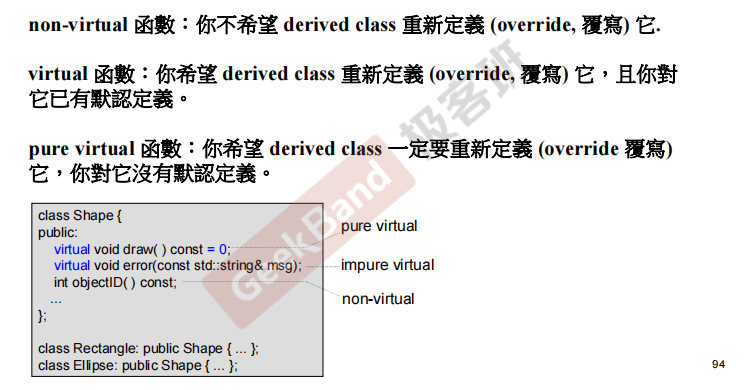 non-virtual 函數：你不希望 derived class 重新定義 (override, 覆寫) 它.
virtual 函數：你希望 derived class 重新定義 (override, 覆寫) 它，且你對
它已有默認定義。
pure virtual 函數：你希望 derived class 一定要重新定義 (override 覆寫)
它，你對它沒有默認定義。
class Shape {
public:
virtual void draw( ) const = 0;
pure virtual
virtual void error(const std::string& msg);
impure virtual
int objectID( ) const;
non-virtual
...
};
class Rectangle: public Shape { ... };
class Ellipse: public Shape { ... };
GeekBand 极客班
94